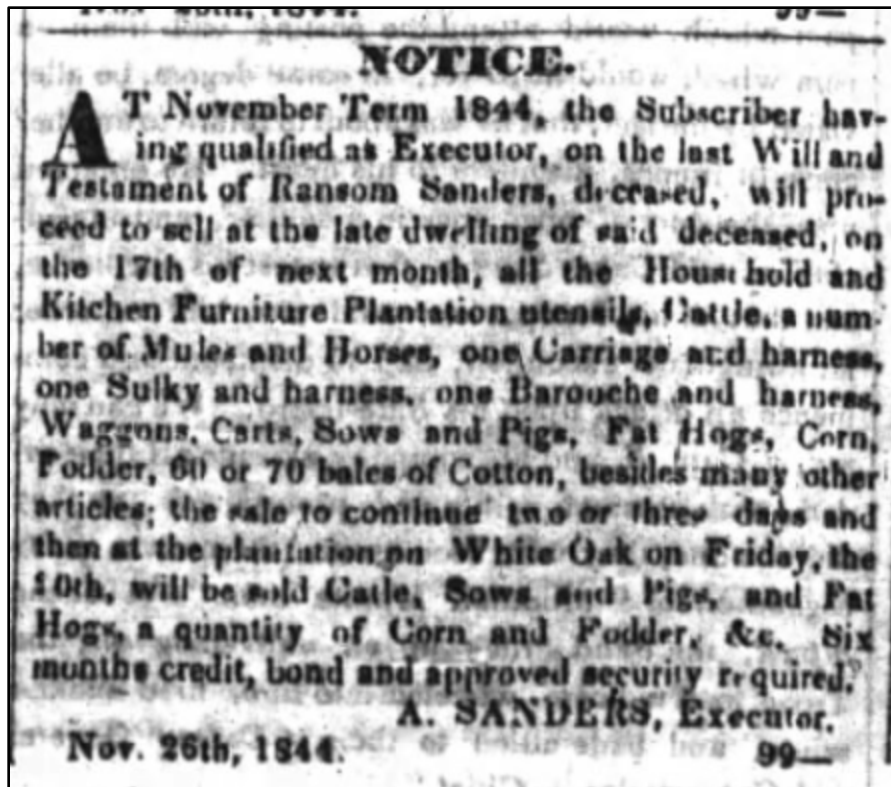 Nov. 26th, 1844. 99—
NOTICE.
AT November Term 1844, the Subscriber hav-
ing qualified as Executor, on the last Will and
Testament of Ransom Sanders, deceased, will pro-
ceed to sell at the late dwelling of said deceased, on
the 17th of next month, all the Household and
Kitchen Furniture Plantation utensils, Cattle, a num-
ber of Mules and Horses, one Carriage and harness,
one Sulky and harness, one Barouche and harness,
Waggons, Carts, Sows and Pigs, Fat Hogs, Corn,
Fodder, 60 or 70 bales of Cotton, besides many other
articles; the sale to continue two or three days and
then at the plantation on White Oak on Friday, the
20th, will be sold Catle, Sows and Pigs, and Fat
Hogs, a quantity of Corn and Fodder, &c. Six
months credit, bond and approved security required.
A. SANDERS, Executor.
Nov. 26th, 1844. 99—